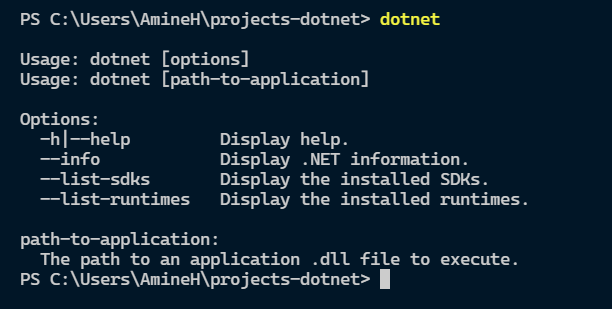 PS C:\Users\AmineH\projects-dotnet> dotnet
Usage: dotnet [options]
Usage: dotnet [path-to-application]
Options:
-h|--help Display help.
--info Display .NET information.
--list-sdks Display the installed SDKs.
--list-runtimes Display the installed runtimes.
path-to-application:
The path to an application .dll file to execute.
PS C:\Users\AmineH\projects-dotnet>